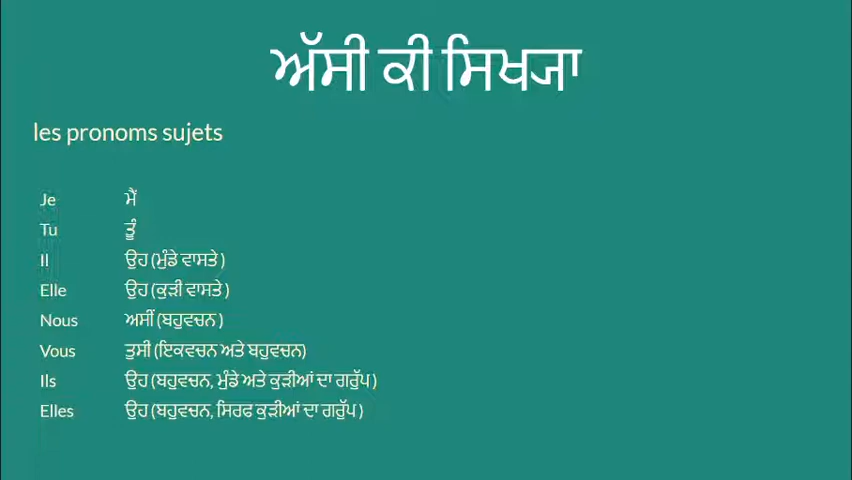 ਅੱਸੀ ਕੀ ਸਿਖਿਆ
les pronoms sujets
Je ਮੈਂ
Tu ਤੂੰ
Il ਉਹ (ਮੁੰਡੇ ਵਾਸਤੇ )
Elle ਉਹ (ਕੁੜੀ ਵਾਸਤੇ )
Nous ਅਸੀਂ (ਬਹੁਵਚਨ )
Vous ਤੁਸੀ (ਇਕਵਚਨ ਅਤੇ ਬਹੁਵਚਨ)
Ils ਉਹ (ਬਹੁਵਚਨ, ਮੁੰਡੇ ਅਤੇ ਕੁੜੀਆਂ ਦਾ ਗਰੁੱਪ )
Elles ਉਹ (ਬਹੁਵਚਨ, ਸਿਰਫ ਕੁੜੀਆਂ ਦਾ ਗਰੁੱਪ )